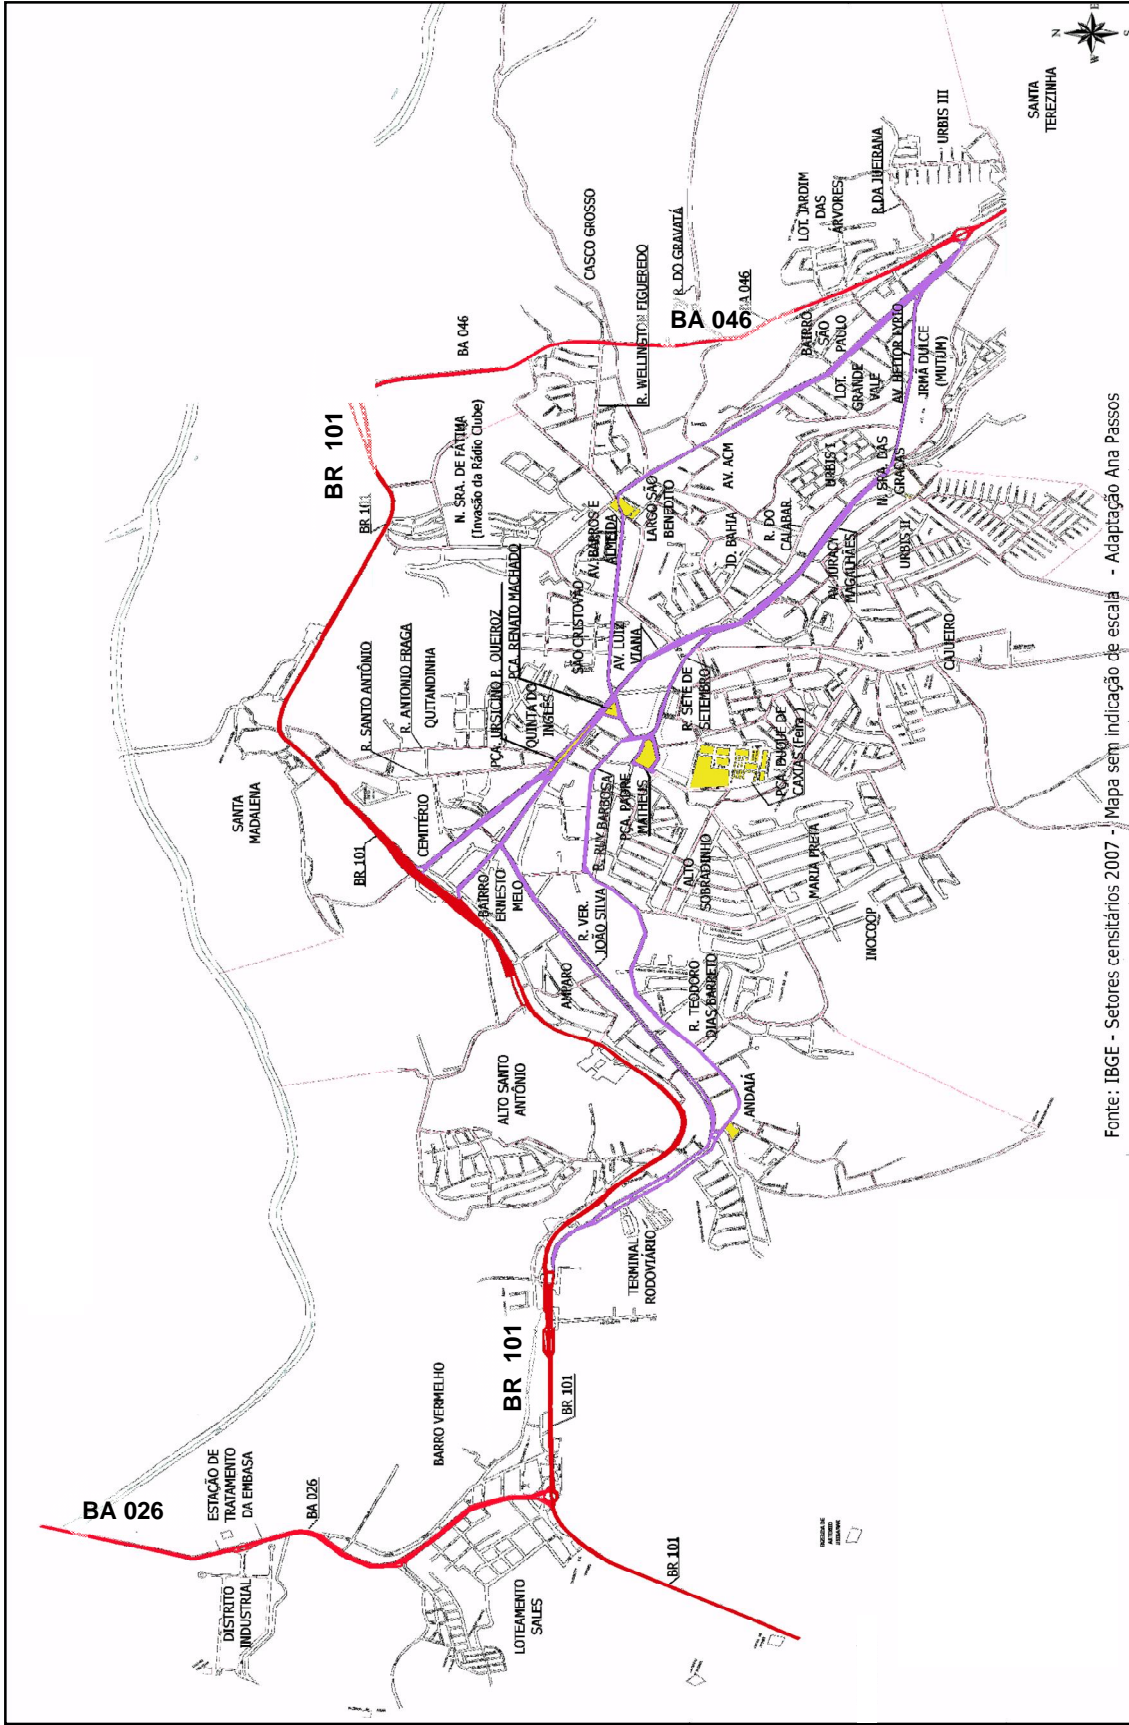 N
E
S
W
SANTA
TEREZINHA
URBIS III
R.DA JUEIRANA
LOT. JARDIM
DAS
ÁRVORES
CASCO GROSSO
R. DO GRAVATÁ
BA 046
BA 046
BA 046
R. WELLINGTON FIGUEREDO
BAIRRO
SÃO
PAULO
LOT.
GRANDE
VALE
AV. HEITOR LYRIO
IRMÃ DULCE
(MUTUM)
BR 101
BR 101
N. SRA. DE FATIMA
(Invasão da Rádio Clube)
AV. BARROS E
ALMEIDA
LARGO SÃO
BENEDITO
AV. ACM
JD. BAHIA
R. DO
CALABAR
URBIS I
N. SRA. DAS
GRAÇAS
AV. JURACI
MAGALHÃES
URBIS II
CAJUEIRO
R. SANTO ANTÔNIO
R. ANTONIO FRAGA
QUITANDINHA
PCA. URSICINO P. QUEIROZ
PCA. RENATO MACHADO
QUINTA DO
INGLÊS
SÃO CRISTOVÃO
AV. LUIZ
VIANA
R. SETE DE
SETEMBRO
PCA. DUQUE DE
CAXIAS (Feira)
SANTA
MADALENA
BR 101
CEMITERIO
BAIRRO
ERNESTO
MELO
R. RUY BARBOSA
PCA. PADRE
MATHEUS
ALTO
SOBRADINHO
MARIA PRETA
INOCOOP
R. VER.
JOÃO SILVA
AMPARO
R. TEODORO
DIAS BARRETO
ALTO SANTO
ANTÔNIO
ANDAIÁ
TERMINAL
RODOVIÁRIO
BR 101
BR 101
BARRO VERMELHO
BA 026
ESTAÇÃO DE
TRATAMENTO
DA EMBASA
BA 026
DISTRITO
INDUSTRIAL
LOTEAMENTO
SALES
BR 101
Fonte: IBGE - Setores censitários 2007 - Mapa sem indicação de escala - Adaptação Ana Passos